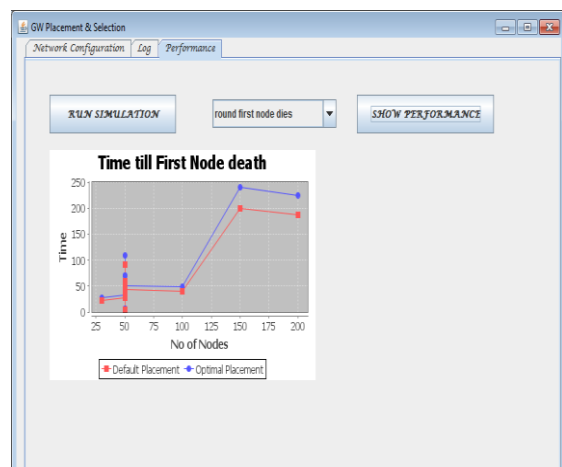 GW Placement & Selection
Network Configuration Log Performance
RUN SIMULATION round first node dies SHOW PERFORMANCE
Time till First Node death
250
200
150
100
50
0
Time
25 50 75 100 125 150 175 200
No of Nodes
Default Placement Optimal Placement